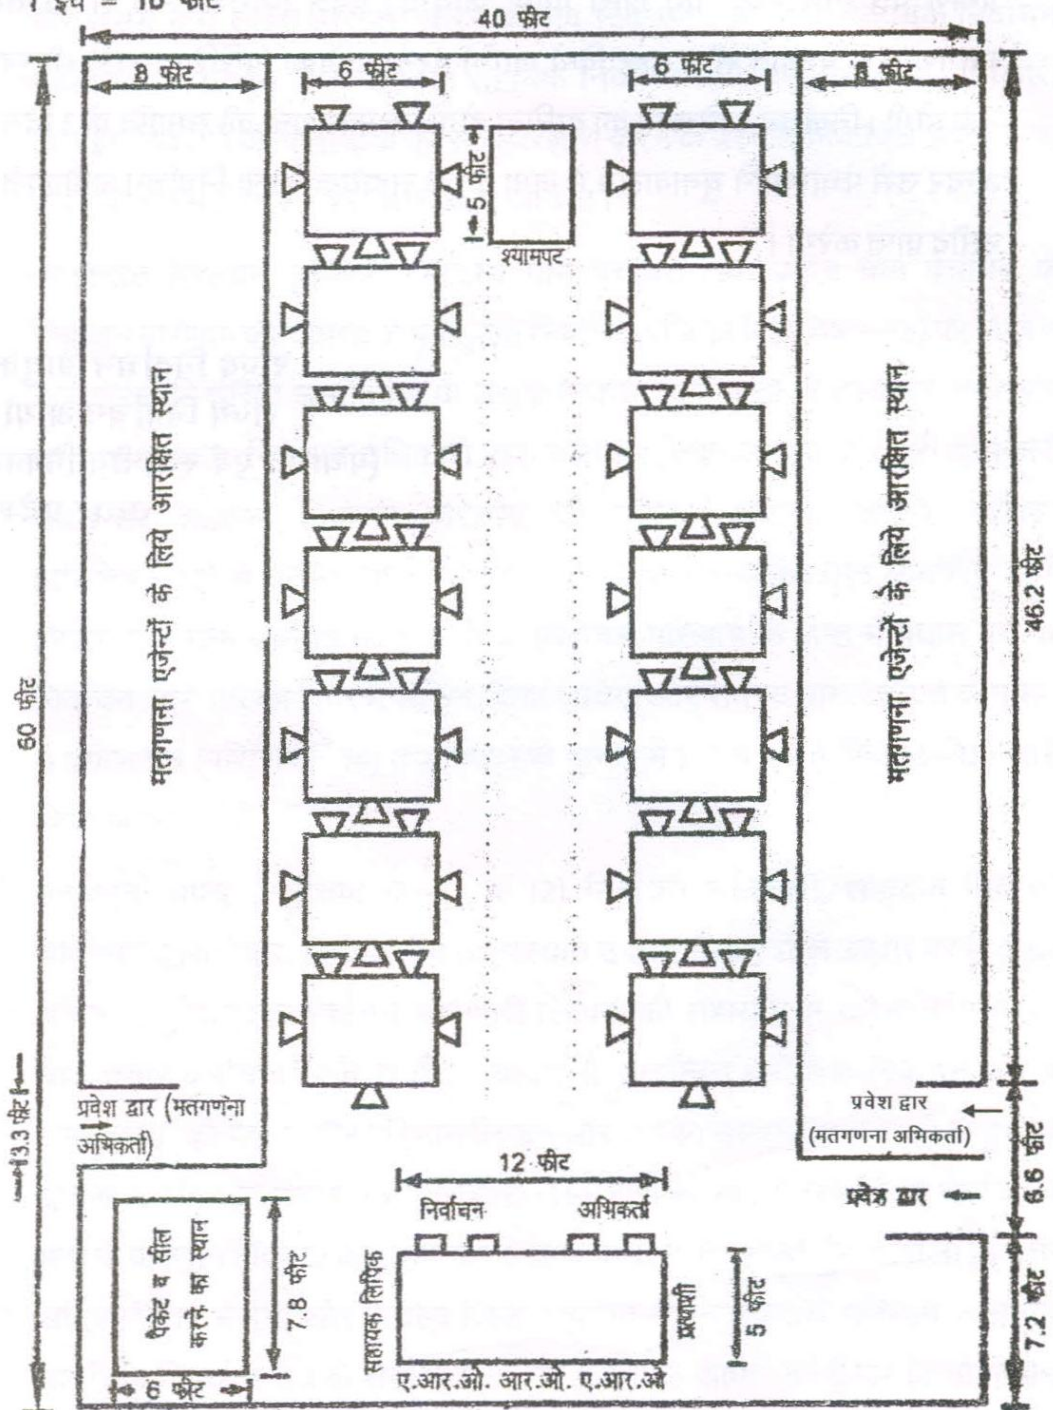 40 फीट
8 फीट
6 फीट
6 फीट
8 फीट
5 फीट
श्यामपट
मतगणना एजेन्टों के लिये आरक्षित स्थान
मतगणना एजेन्टों के लिये आरक्षित स्थान
60 फीट
46.2 फीट
13.3 फीट
प्रवेश द्वार (मतगणना
अभिकर्ता)
प्रवेश द्वार
(मतगणना अभिकर्ता)
6.6 फीट
12 फीट
प्रवेश द्वार
निर्वाचन अभिकर्ता
पैकेट व सील
करने का स्थान
7.8 फीट
सहायक लिपिक
प्रत्याशी
5 फीट
7.2 फीट
6 फीट
ए.आर.ओ. आर.ओ. ए.आर.ओ